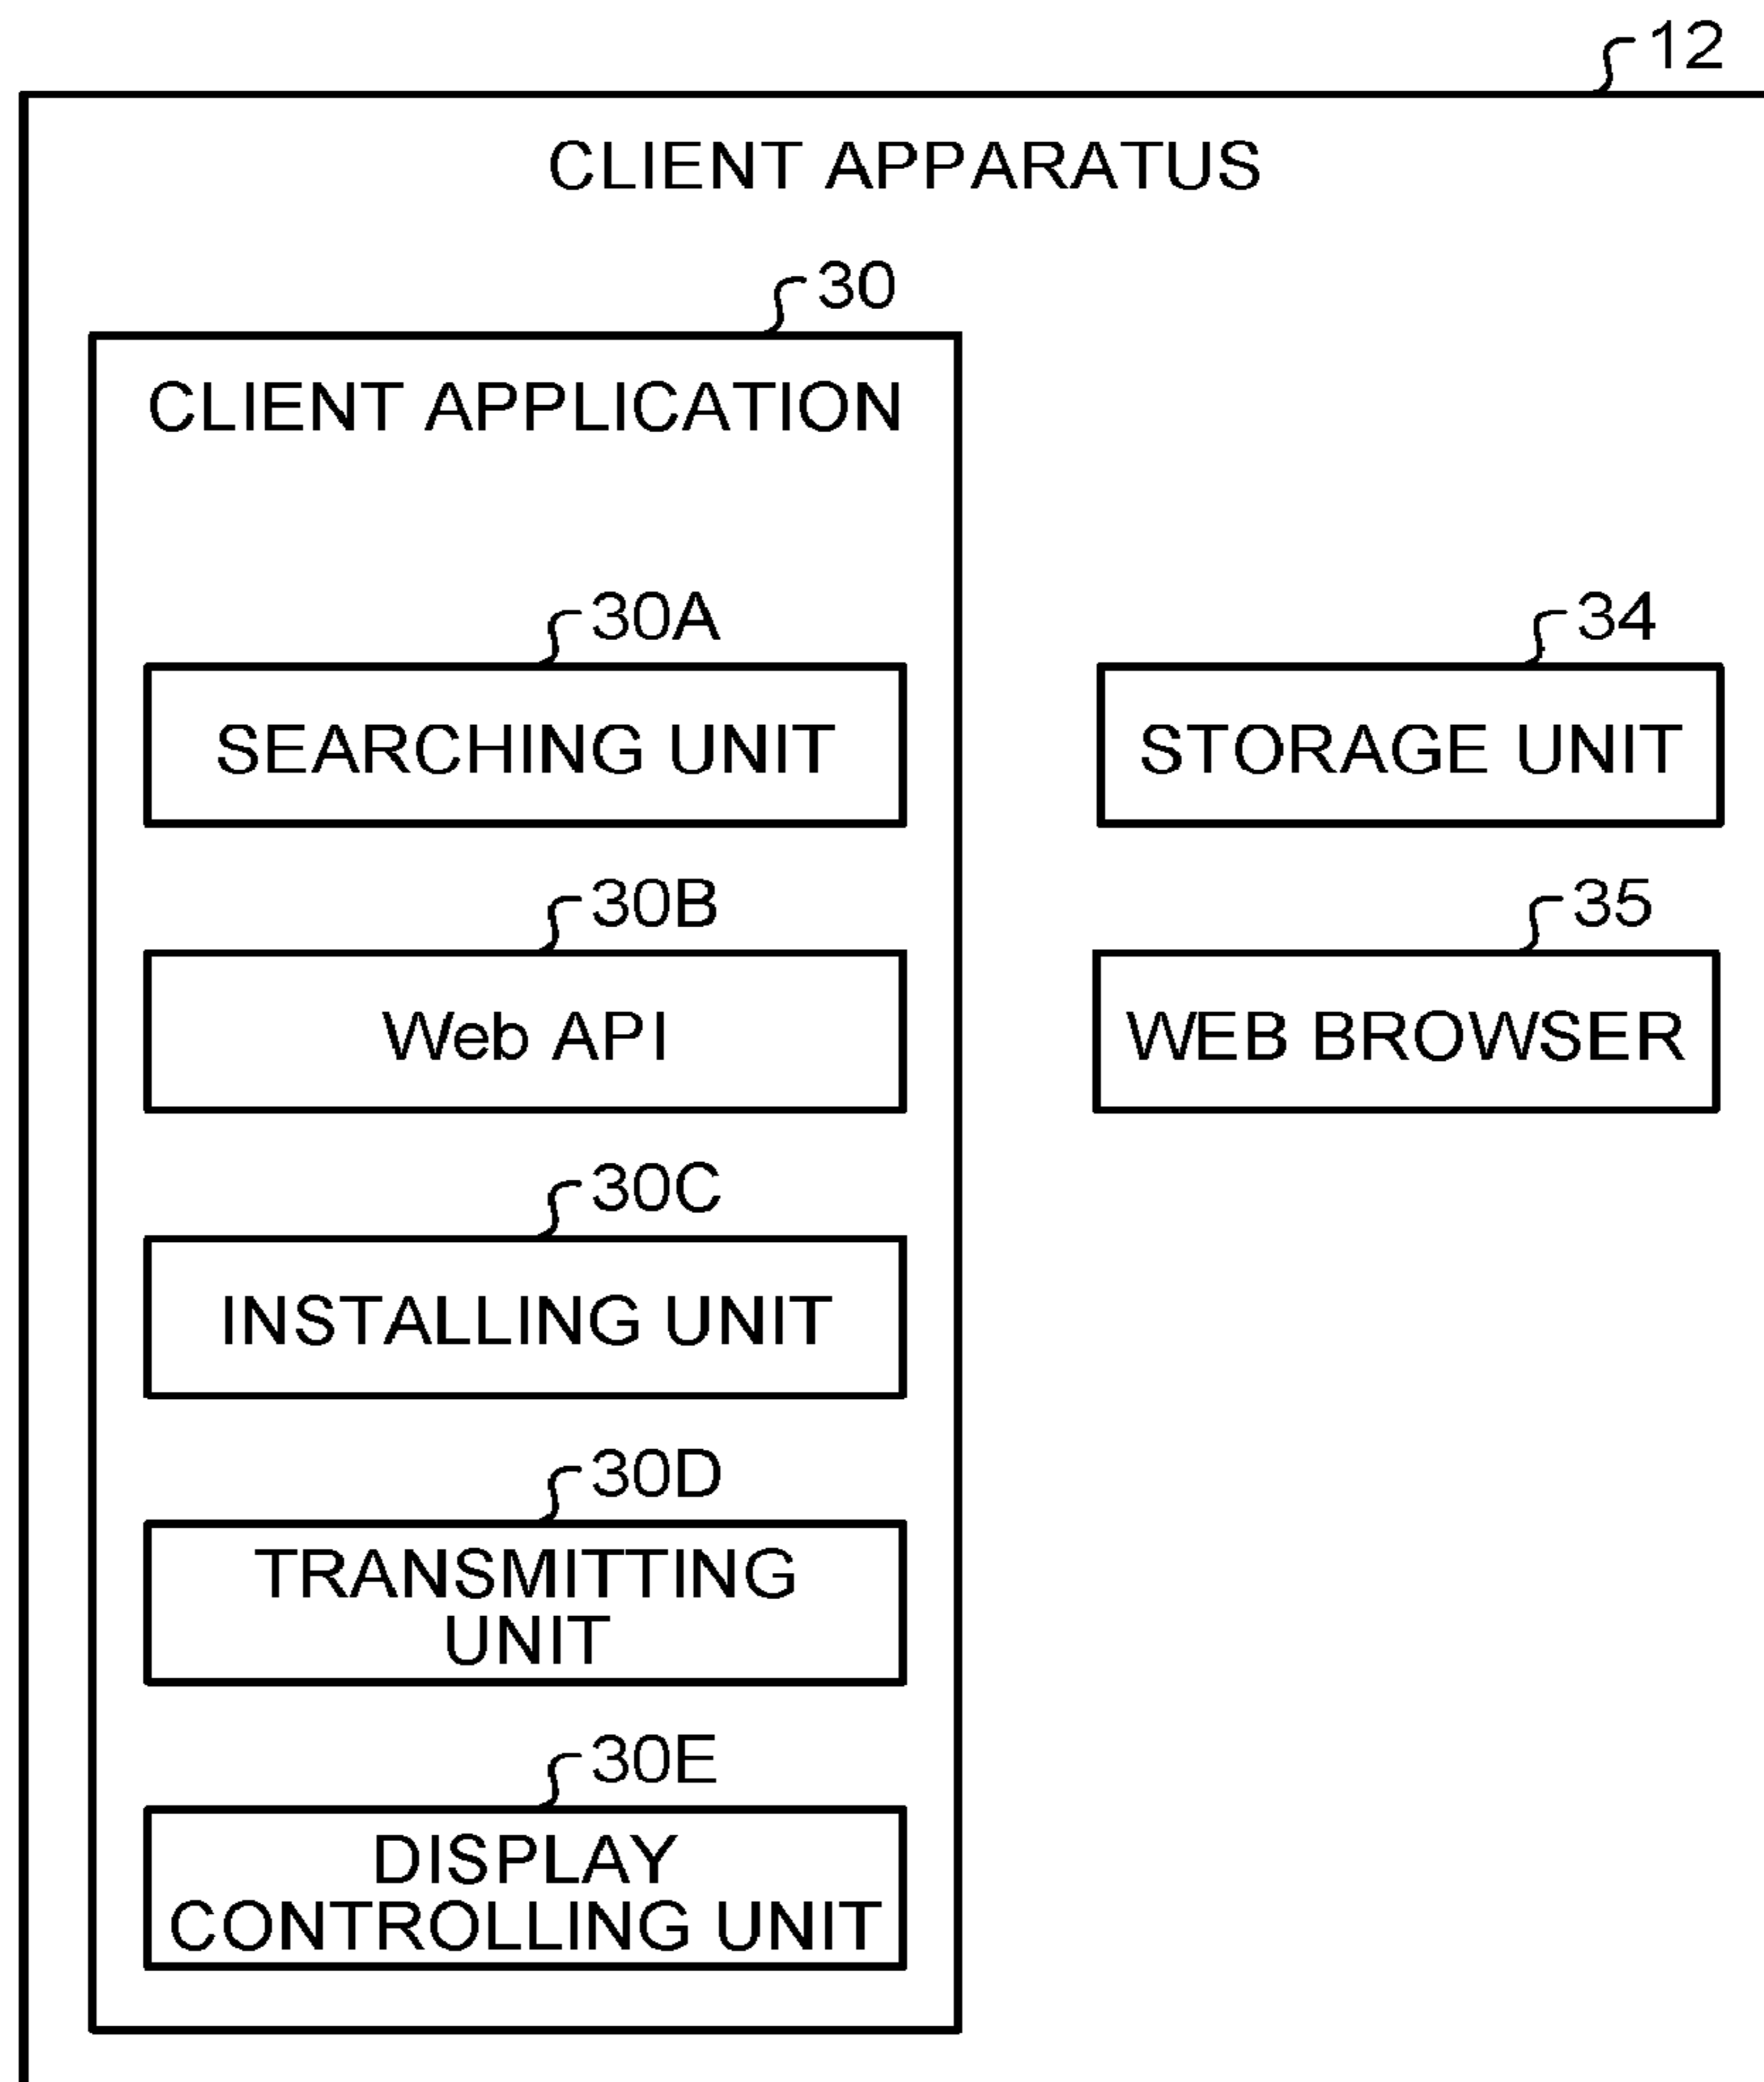 12
CLIENT APPARATUS
30
CLIENT APPLICATION
30A
SEARCHING UNIT
30B
Web API
30C
INSTALLING UNIT
30D
TRANSMITTING
UNIT
30E
DISPLAY
CONTROLLING UNIT
34
STORAGE UNIT
35
WEB BROWSER